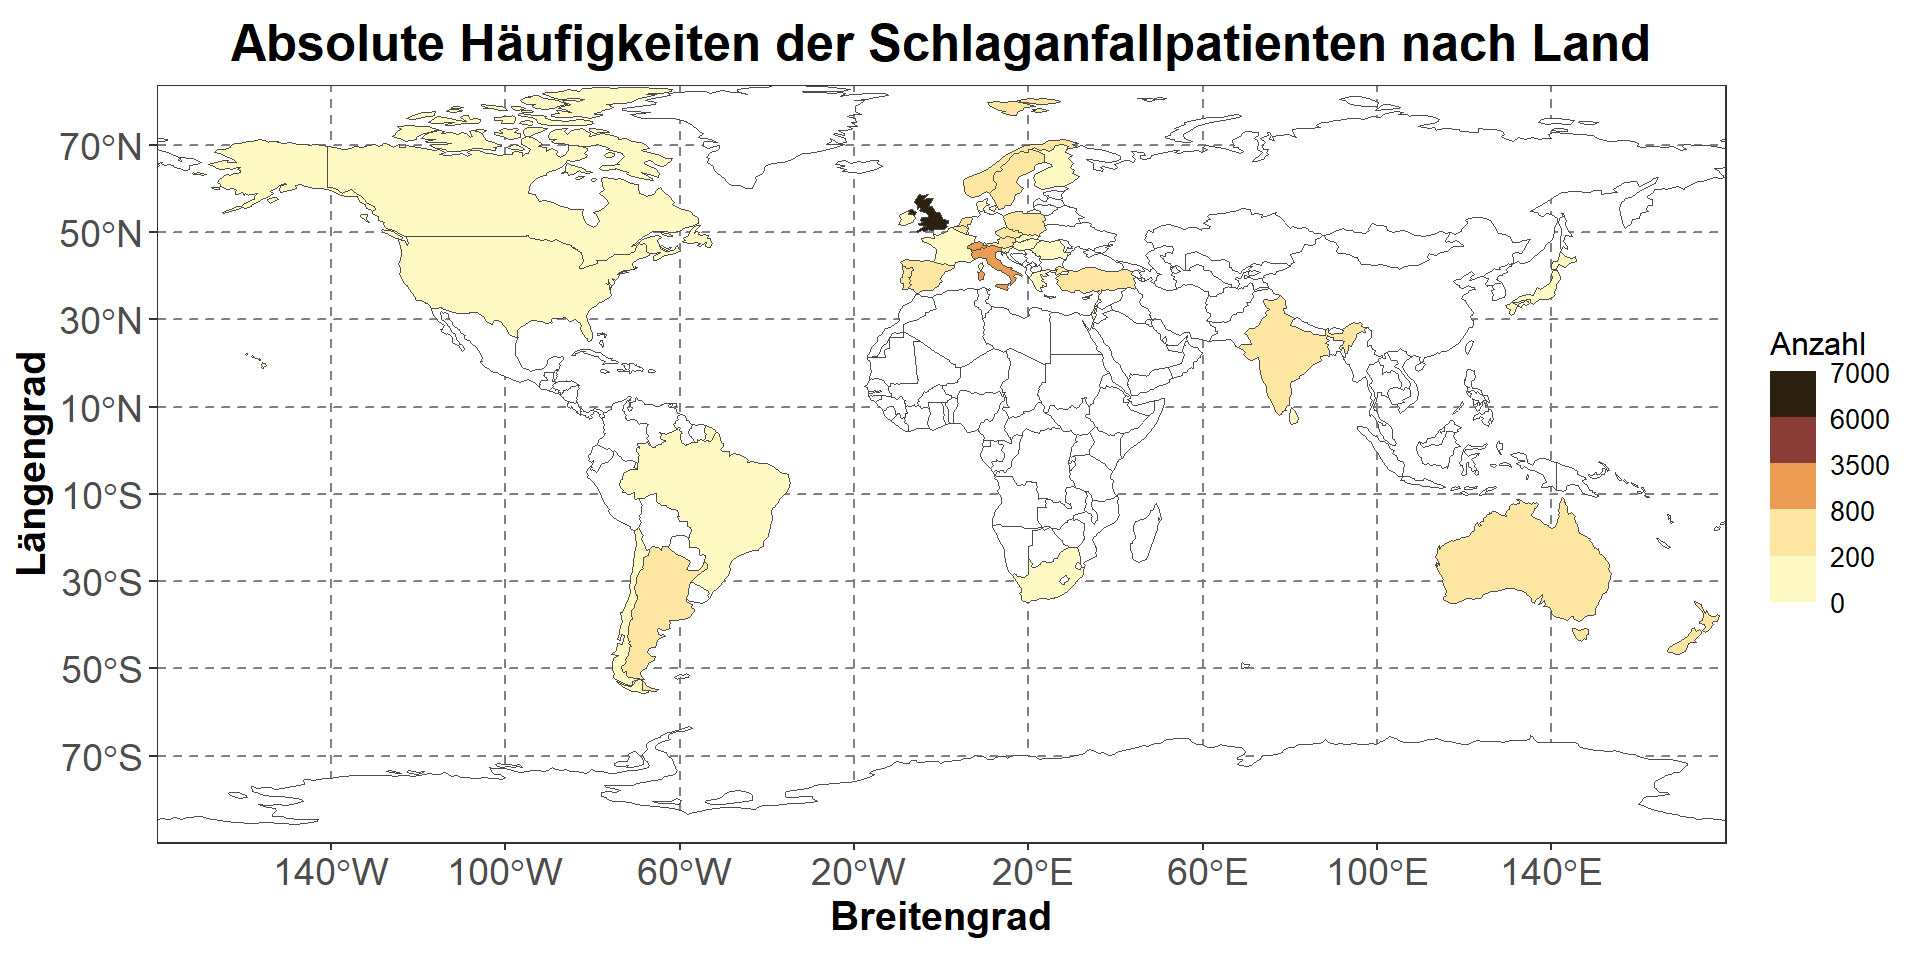 Absolute Häufigkeiten der Schlaganfallpatienten nach Land
70°N
50°N
30°N
10°N
10°S
30°S
50°S
70°S
Längengrad
140°W 100°W 60°W 20°W 20°E 60°E 100°E 140°E
Breitengrad
Anzahl
7000
6000
3500
800
200
0